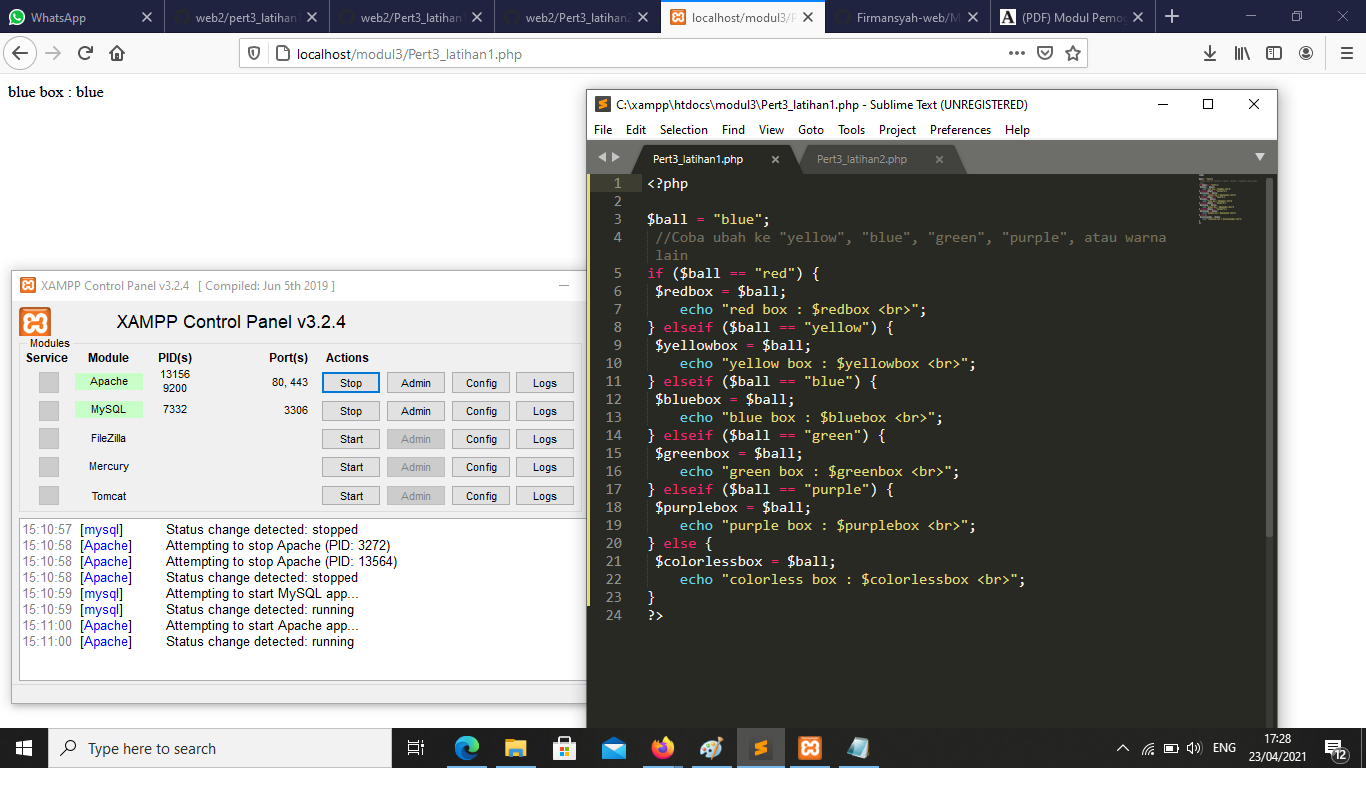 WhatsApp
web2/pert3_latihan1
web2/Pert3_latihan1
web2/Pert3_latihan2
localhost/modul3/P
Firmansyah-web/M
(PDF) Modul Pemog
localhost/modul3/Pert3_latihan1.php
blue box : blue
C:\xampp\htdocs\modul3\Pert3_latihan1.php - Sublime Text (UNREGISTERED)
File Edit Selection Find View Goto Tools Project Preferences Help
Pert3_latihan1.php
Pert3_latihan2.php
1 <?php
2
3 $ball = "blue";
4 //Coba ubah ke "yellow", "blue", "green", "purple", atau warna
lain
5 if ($ball == "red") {
6 $redbox = $ball;
7 echo "red box : $redbox <br>";
8 } elseif ($ball == "yellow") {
9 $yellowbox = $ball;
10 echo "yellow box : $yellowbox <br>";
11 } elseif ($ball == "blue") {
12 $bluebox = $ball;
13 echo "blue box : $bluebox <br>";
14 } elseif ($ball == "green") {
15 $greenbox = $ball;
16 echo "green box : $greenbox <br>";
17 } elseif ($ball == "purple") {
18 $purplebox = $ball;
19 echo "purple box : $purplebox <br>";
20 } else {
21 $colorlessbox = $ball;
22 echo "colorless box : $colorlessbox <br>";
23 }
24 ?>
XAMPP Control Panel v3.2.4 [ Compiled: Jun 5th 2019 ]
XAMPP Control Panel v3.2.4
Modules
Service Module PID(s) Port(s) Actions
Apache 13156 9200 80, 443 Stop Admin Config Logs
MySQL 7332 3306 Stop Admin Config Logs
FileZilla Start Admin Config Logs
Mercury Start Admin Config Logs
Tomcat Start Admin Config Logs
15:10:57 [mysql] Status change detected: stopped
15:10:58 [Apache] Attempting to stop Apache (PID: 3272)
15:10:58 [Apache] Attempting to stop Apache (PID: 13564)
15:10:58 [Apache] Status change detected: stopped
15:10:59 [mysql] Attempting to start MySQL app...
15:10:59 [mysql] Status change detected: running
15:11:00 [Apache] Attempting to start Apache app...
15:11:00 [Apache] Status change detected: running
Type here to search
ENG
17:28
23/04/2021
12